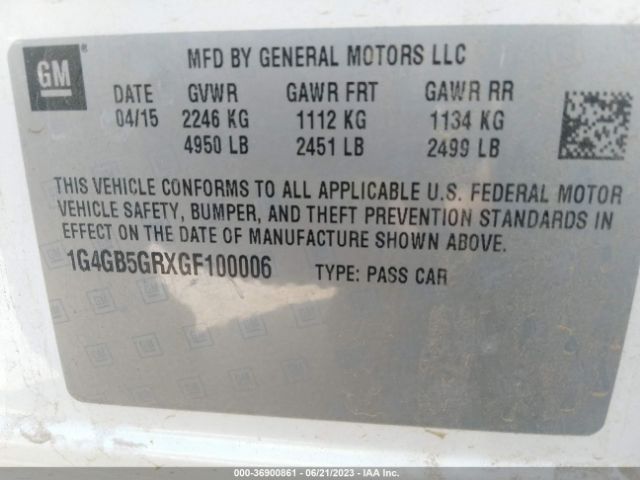 GM ®
MFD BY GENERAL MOTORS LLC
DATE GVWR GAWR FRT GAWR RR
04/15 2246 KG 1112 KG 1134 KG
4950 LB 2451 LB 2499 LB
THIS VEHICLE CONFORMS TO ALL APPLICABLE U.S. FEDERAL MOTOR
VEHICLE SAFETY, BUMPER, AND THEFT PREVENTION STANDARDS IN
EFFECT ON THE DATE OF MANUFACTURE SHOWN ABOVE.
1G4GB5GRXGF100006 TYPE: PASS CAR
000-36900861 - 06/21/2023 - IAA Inc.